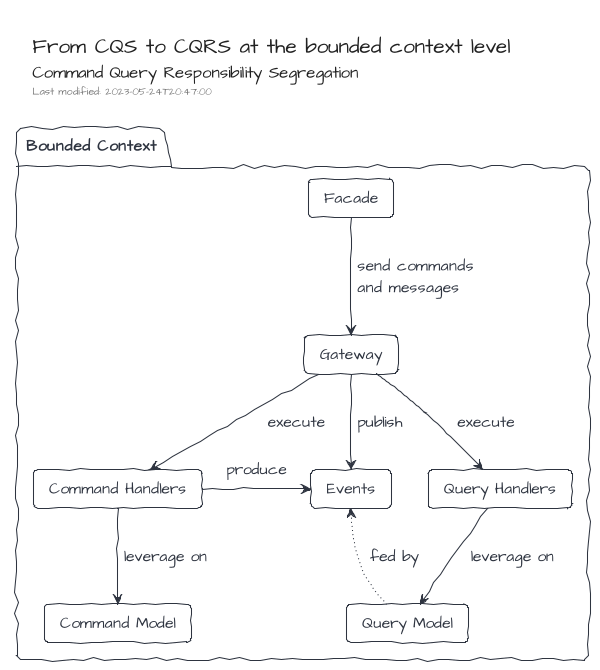 From CQS to CQRS at the bounded context level
Command Query Responsibility Segregation
Last modified: 2023-05-24T20:47:00
Bounded Context
Facade
send commands
and messages
Gateway
execute
publish
execute
produce
Command Handlers
Events
Query Handlers
leverage on
fed by
leverage on
Command Model
Query Model